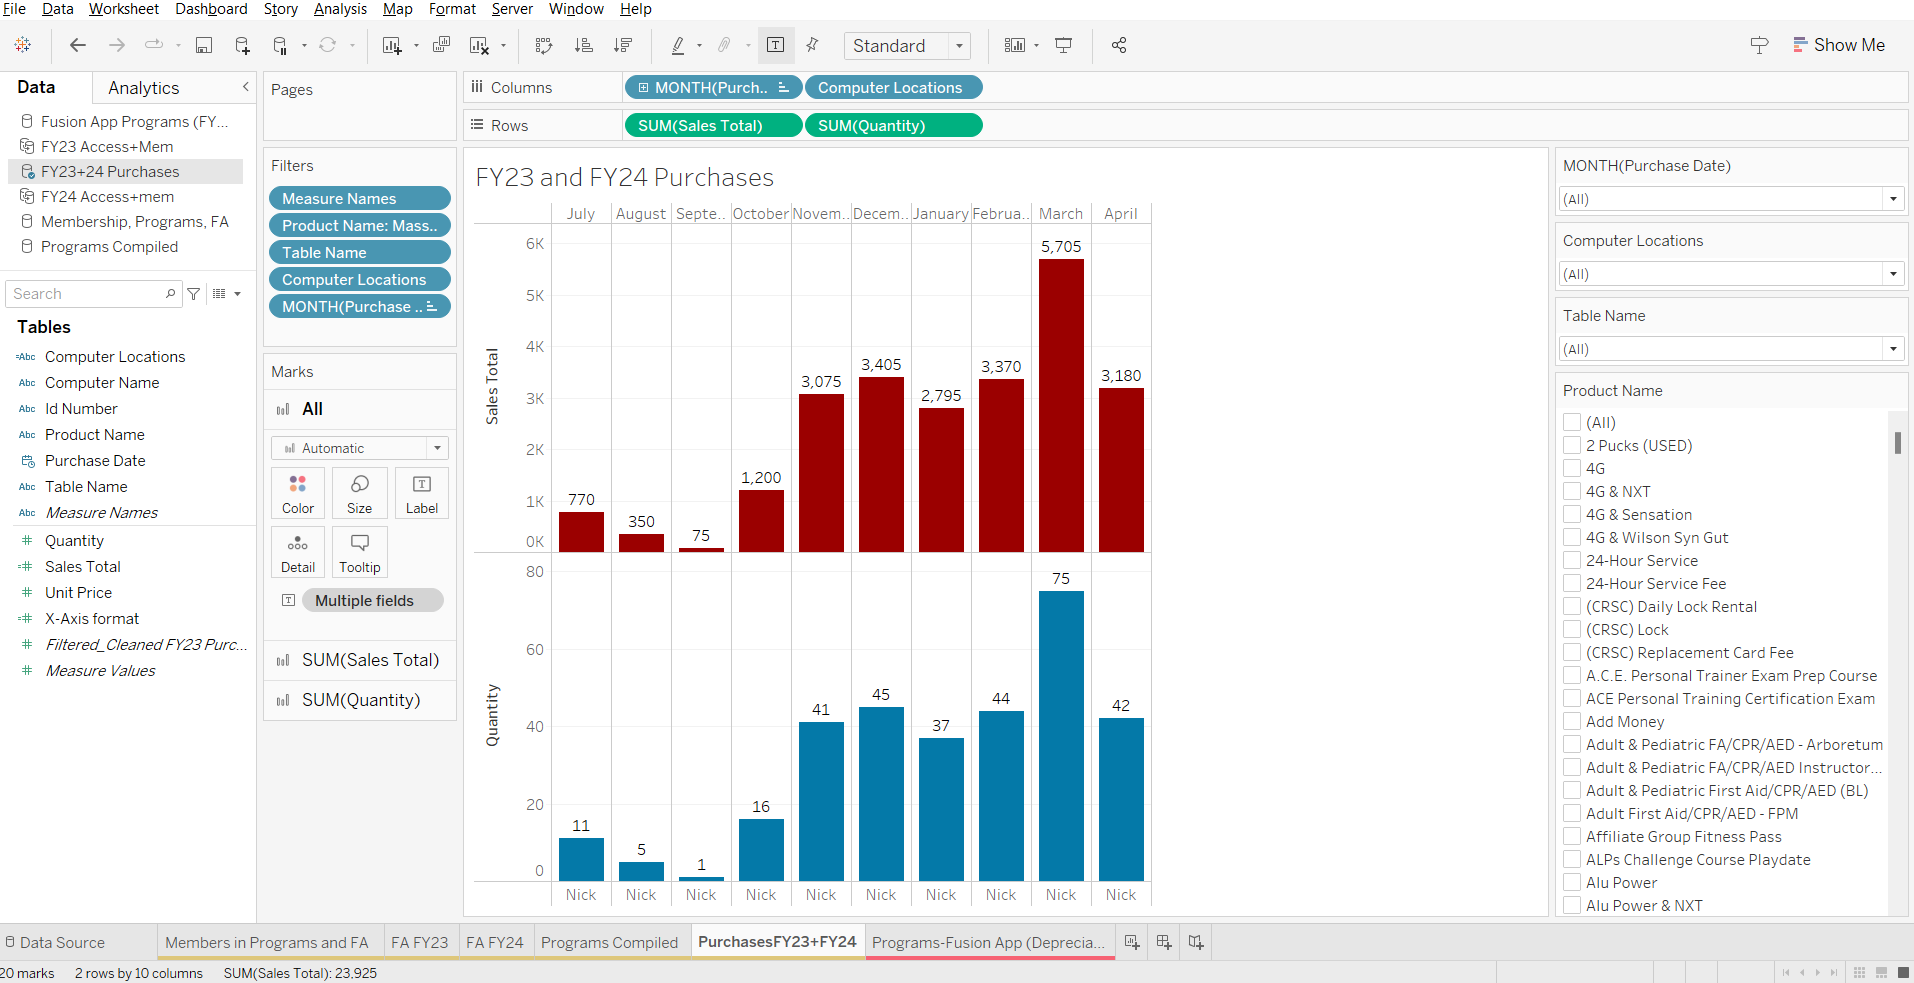 File Data Worksheet Dashboard Story Analysis Map Format Server Window Help
Standard
Show Me
Data
Analytics
Fusion App Programs (FY...
FY23 Access+Mem
FY23+24 Purchases
FY24 Access+mem
Membership, Programs, FA
Programs Compiled
Search
Tables
Abc Computer Locations
Abc Computer Name
Abc Id Number
Abc Product Name
Purchase Date
Abc Table Name
Abc Measure Names
# Quantity
# Sales Total
# Unit Price
# X-Axis format
# Filtered_Cleaned FY23 Purc...
# Measure Values
Pages
Filters
Measure Names
Product Name: Mass..
Table Name
Computer Locations
MONTH(Purchase ..
Marks
All
Automatic
Color Size Label
Detail Tooltip
Multiple fields
SUM(Sales Total)
SUM(Quantity)
Columns MONTH(Purch.. Computer Locations
Rows SUM(Sales Total) SUM(Quantity)
FY23 and FY24 Purchases
July August Septe.. October Novem.. Decem.. January Februa.. March April
Sales Total
6K
5K
4K
3K
2K
1K
0K
770 350 75 1,200 3,075 3,405 2,795 3,370 5,705 3,180
Quantity
80
60
40
20
0
11 5 1 16 41 45 37 44 75 42
Nick Nick Nick Nick Nick Nick Nick Nick Nick Nick
MONTH(Purchase Date)
(All)
Computer Locations
(All)
Table Name
(All)
Product Name
(All)
2 Pucks (USED)
4G
4G & NXT
4G & Sensation
4G & Wilson Syn Gut
24-Hour Service
24-Hour Service Fee
(CRSC) Daily Lock Rental
(CRSC) Lock
(CRSC) Replacement Card Fee
A.C.E. Personal Trainer Exam Prep Course
ACE Personal Training Certification Exam
Add Money
Adult & Pediatric FA/CPR/AED - Arboretum
Adult & Pediatric FA/CPR/AED Instructor...
Adult & Pediatric First Aid/CPR/AED (BL)
Adult First Aid/CPR/AED - FPM
Affiliate Group Fitness Pass
ALPs Challenge Course Playdate
Alu Power
Alu Power & NXT
Data Source
Members in Programs and FA
FA FY23
FA FY24
Programs Compiled
PurchasesFY23+FY24
Programs-Fusion App (Deprecia...
20 marks 2 rows by 10 columns SUM(Sales Total): 23,925